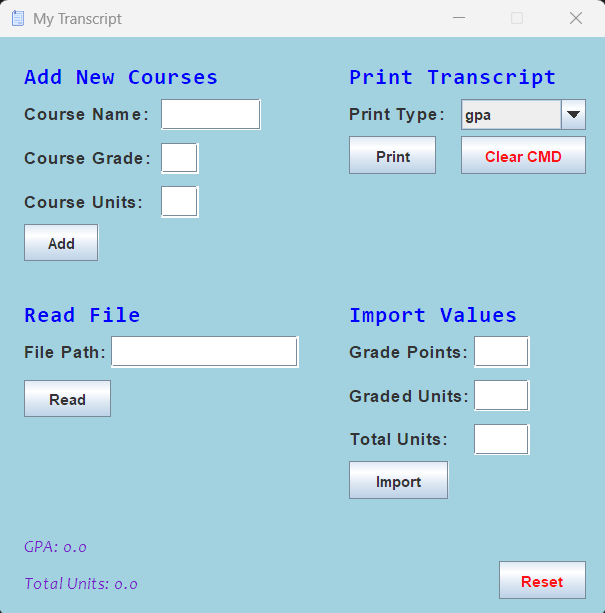 My Transcript
Add New Courses
Course Name:
Course Grade:
Course Units:
Add
Print Transcript
Print Type: gpa
Print Clear CMD
Read File
File Path:
Read
Import Values
Grade Points:
Graded Units:
Total Units:
Import
GPA: 0.0
Total Units: 0.0
Reset